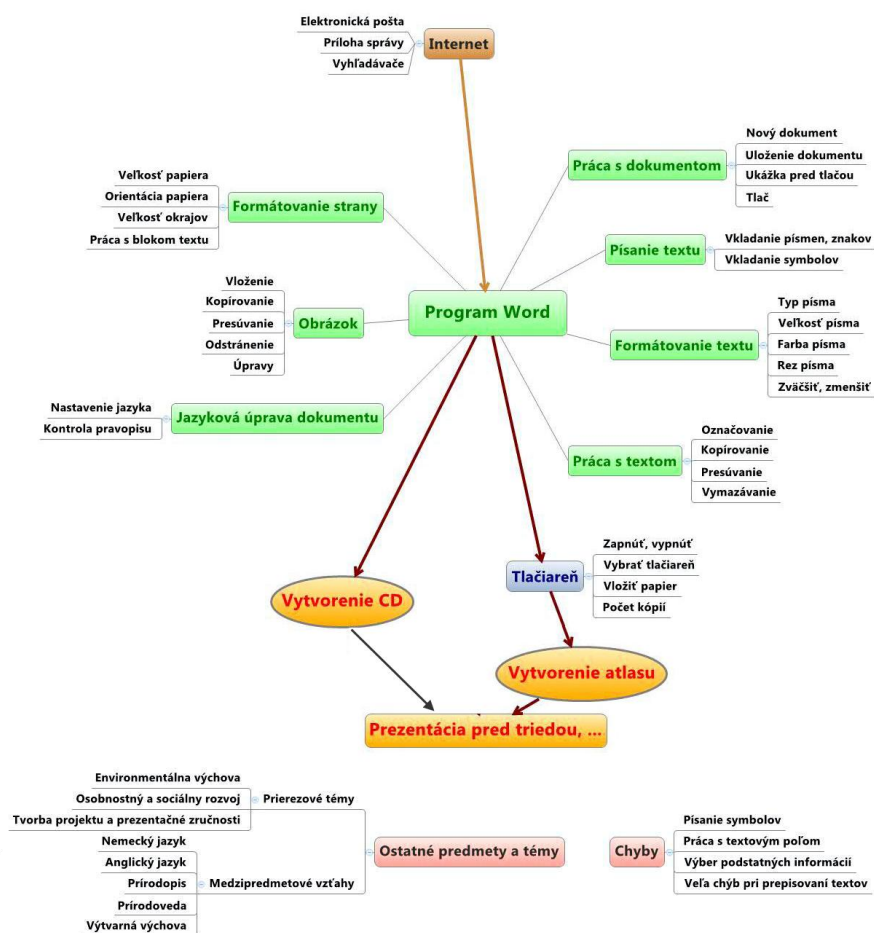 Elektronická pošta
Príloha správy
Vyhľadávače
Internet
Nový dokument
Uloženie dokumentu
Ukážka pred tlačou
Tlač
Práca s dokumentom
Veľkosť papiera
Orientácia papiera
Veľkosť okrajov
Práca s blokom textu
Formátovanie strany
Písanie textu
Vkladanie písmen, znakov
Vkladanie symbolov
Vloženie
Kopírovanie
Presúvanie
Odstránenie
Úpravy
Obrázok
Program Word
Formátovanie textu
Typ písma
Veľkosť písma
Farba písma
Rez písma
Zväčšiť, zmenšiť
Nastavenie jazyka
Kontrola pravopisu
Jazyková úprava dokumentu
Práca s textom
Označovanie
Kopírovanie
Presúvanie
Vymazávanie
Tlačiareň
Zapnúť, vypnúť
Vybrať tlačiareň
Vložiť papier
Počet kópií
Vytvorenie CD
Vytvorenie atlasu
Prezentácia pred triedou, ...
Environmentálna výchova
Osobnostný a sociálny rozvoj
Tvorba projektu a prezentačné zručnosti
Prierezové témy
Nemecký jazyk
Anglický jazyk
Prírodopis
Prírodoveda
Výtvarná výchova
Medzipredmetové vzťahy
Ostatné predmety a témy
Chyby
Písanie symbolov
Práca s textovým poľom
Výber podstatných informácií
Veľa chýb pri prepisovaní textov